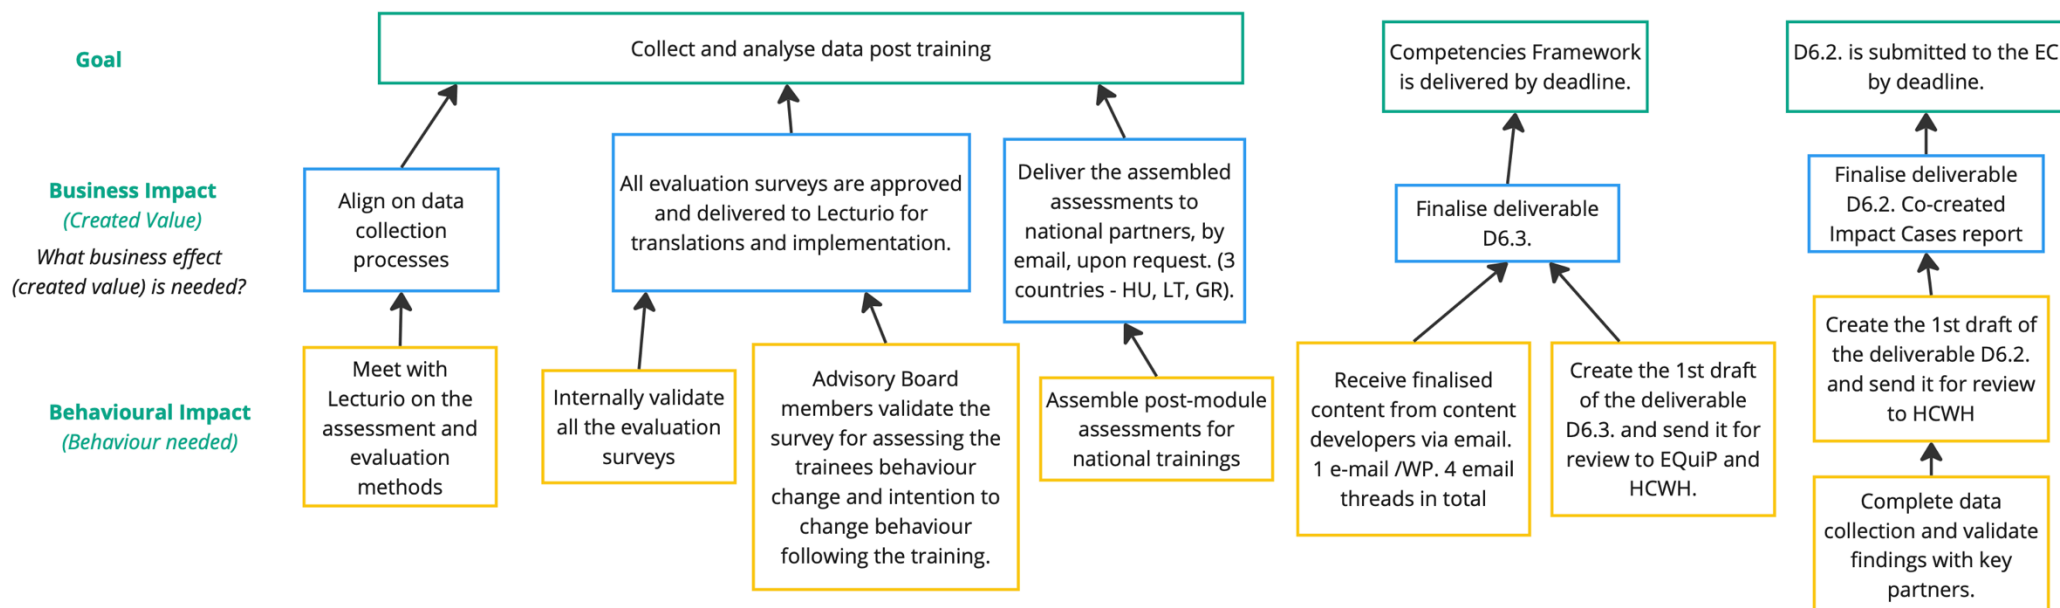 Goal
Collect and analyse data post training
Competencies Framework
is delivered by deadline.
D6.2. is submitted to the EC
by deadline.
Business Impact
(Created Value)
What business effect
(created value) is needed?
Align on data
collection
processes
All evaluation surveys are approved
and delivered to Lecturio for
translations and implementation.
Deliver the assembled
assessments to
national partners, by
email, upon request. (3
countries - HU, LT, GR).
Finalise deliverable
D6.3.
Finalise deliverable
D6.2. Co-created
Impact Cases report
Behavioural Impact
(Behaviour needed)
Meet with
Lecturio on the
assessment and
evaluation
methods
Internally validate
all the evaluation
surveys
Advisory Board
members validate the
survey for assessing the
trainees behaviour
change and intention to
change behaviour
following the training.
Assemble post-module
assessments for
national trainings
Receive finalised
content from content
developers via email.
1 e-mail /WP. 4 email
threads in total
Create the 1st draft
of the deliverable
D6.3. and send it for
review to EQuiP and
HCWH.
Create the 1st draft of
the deliverable D6.2.
and send it for review
to HCWH
Complete data
collection and validate
findings with key
partners.